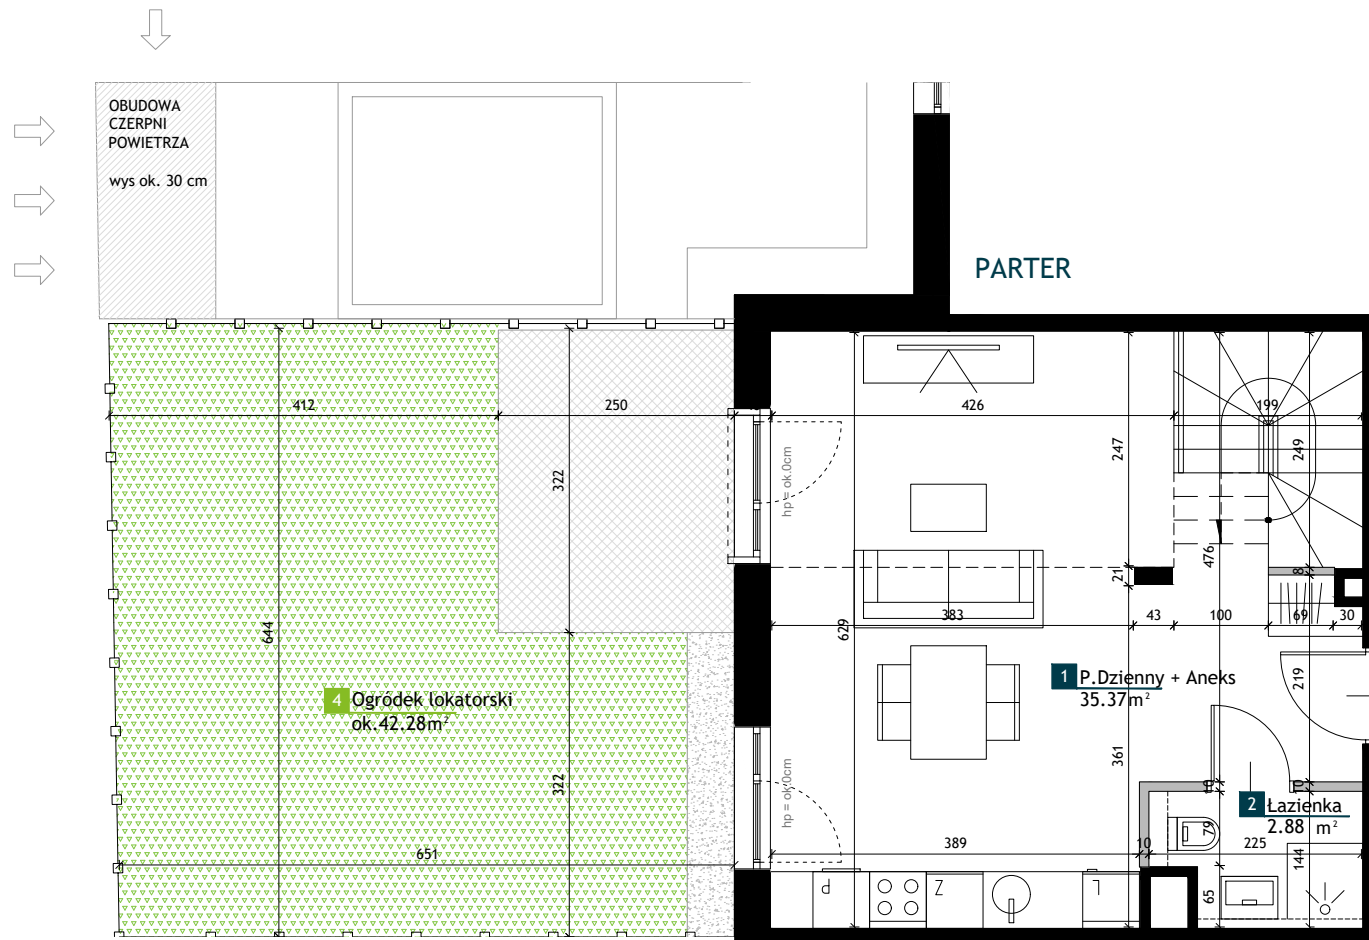 OBUDOWA
CZERPNI
POWIETRZA
wys ok. 30 cm
PARTER
412
250
426
199
247
249
322
hp = ok.0cm
476
21
8
383
43
100
69
30
629
644
4 Ogródek lokatorski
ok.42.28m²
1 P.Dzienny + Aneks
35.37m²
219
361
322
hp = ok.0cm
10
10
2 Łazienka
2.88 m²
79
651
389
10
225
144
65
P
Z
L